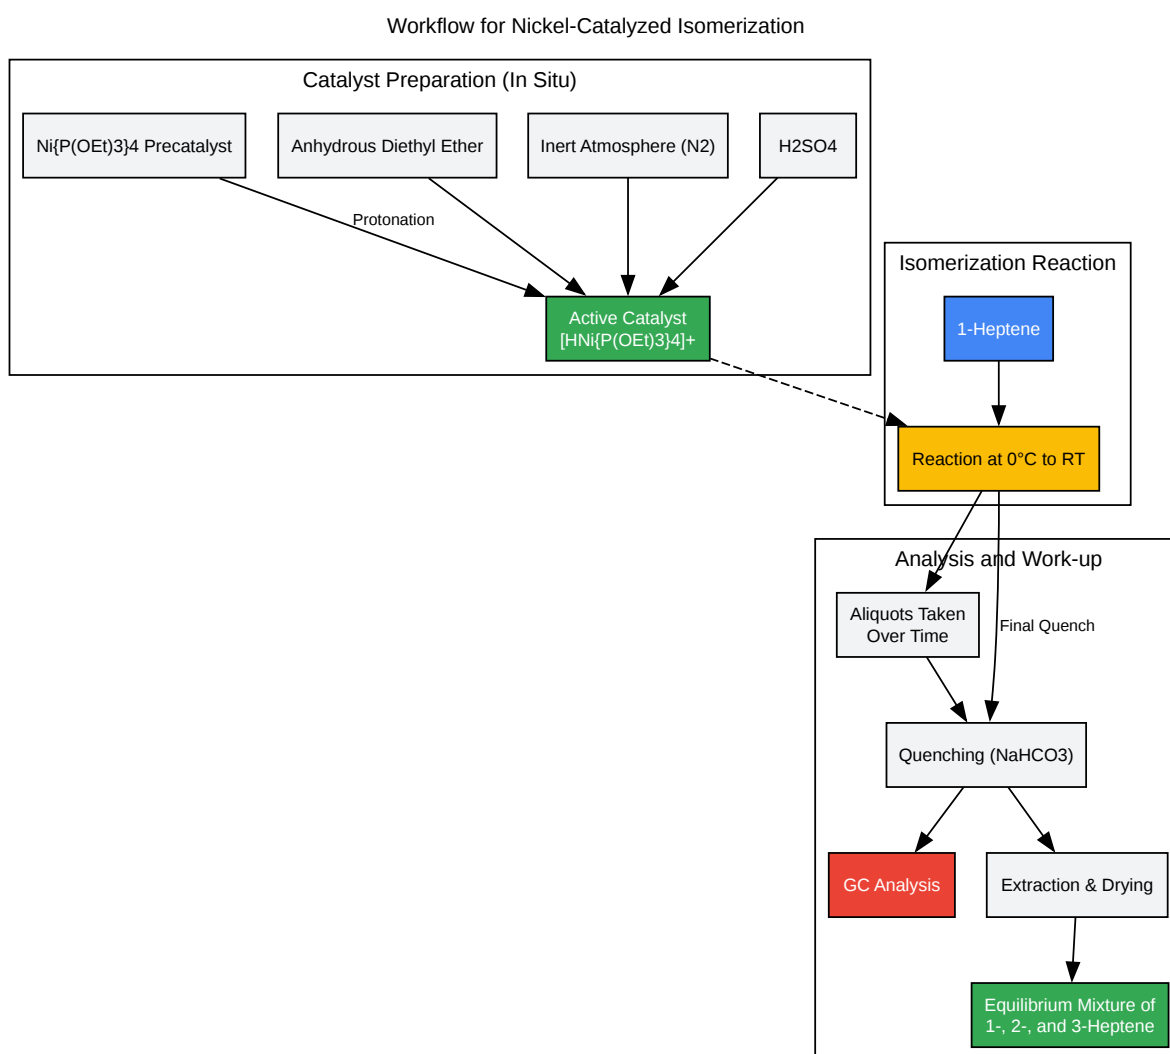 Workflow for Nickel-Catalyzed Isomerization
Catalyst Preparation (In Situ)
Ni{P(OEt)3}4 Precatalyst
Anhydrous Diethyl Ether
Inert Atmosphere (N2)
H2SO4
Protonation
Active Catalyst
[HNi{P(OEt)3}4]+
Isomerization Reaction
1-Heptene
Reaction at 0°C to RT
Analysis and Work-up
Aliquots Taken
Over Time
Final Quench
Quenching (NaHCO3)
GC Analysis
Extraction & Drying
Equilibrium Mixture of
1-, 2-, and 3-Heptene